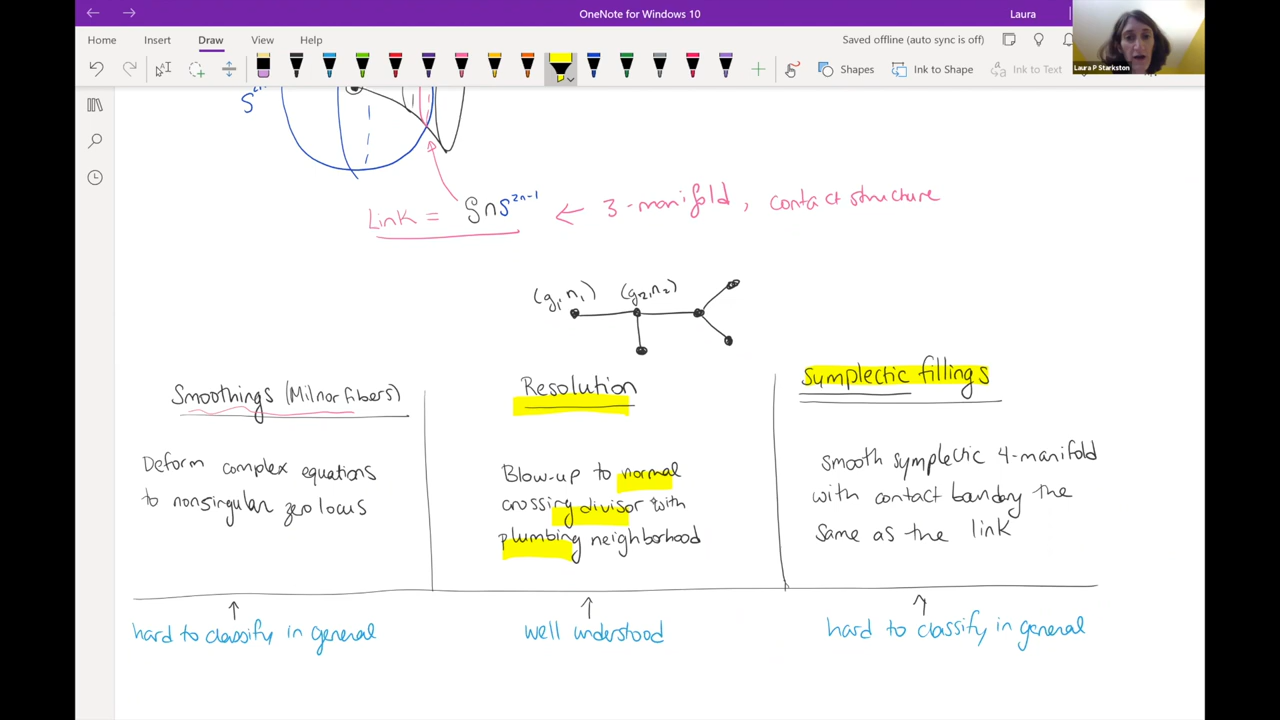 OneNote for Windows 10
Laura
Home Insert Draw View Help
Saved offline (auto sync is off)
Shapes Ink to Shape Ink to Text
Laura P Starkston
Link = S∩S²ⁿ⁻¹ ← 3-manifold, contact structure
(g₁, n₁) (g₂, n₂)
Smoothings (Milnor fibers)
Deform complex equations
to nonsingular zero locus
hard to classify in general
Resolution
Blow-up to normal
crossing divisor with
plumbing neighborhood
well understood
Symplectic fillings
smooth symplectic 4-manifold
with contact bandary the
same as the link
hard to classify in general